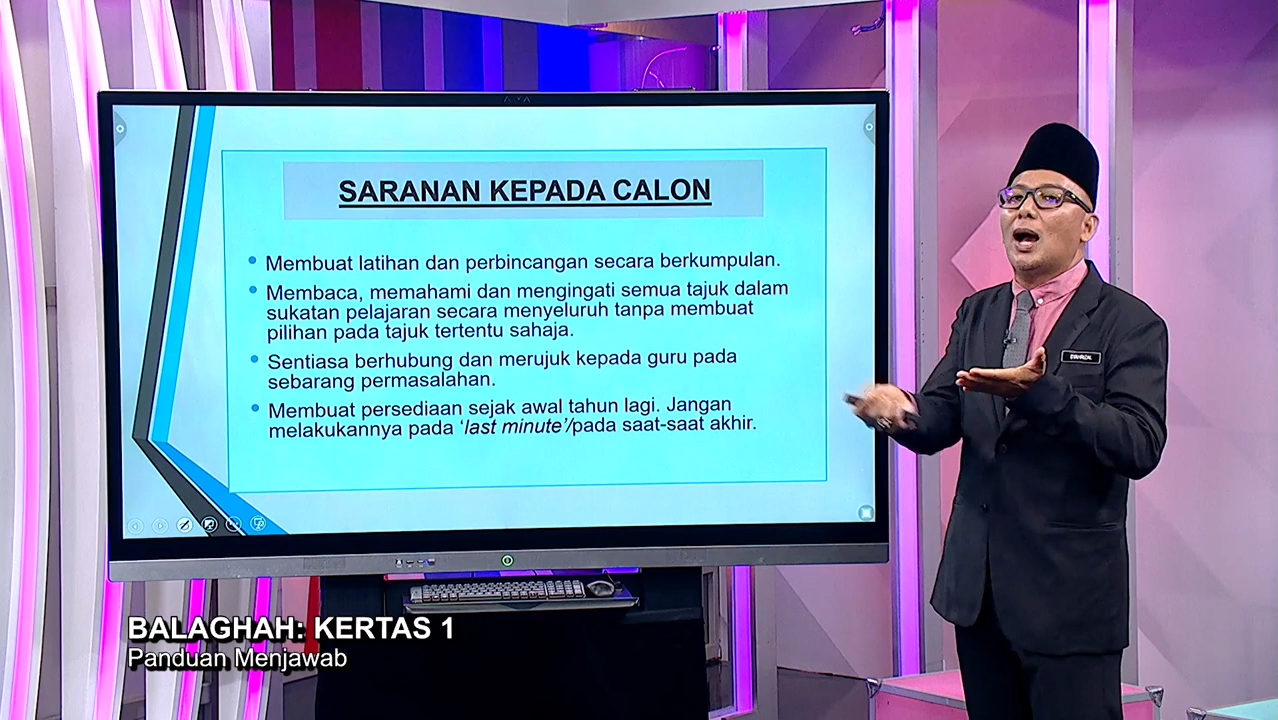 SARANAN KEPADA CALON
Membuat latihan dan perbincangan secara berkumpulan.
Membaca, memahami dan mengingati semua tajuk dalam
sukatan pelajaran secara menyeluruh tanpa membuat
pilihan pada tajuk tertentu sahaja.
Sentiasa berhubung dan merujuk kepada guru pada
sebarang permasalahan.
Membuat persediaan sejak awal tahun lagi. Jangan
melakukannya pada ‘last minute’/pada saat-saat akhir.
BALAGHAH: KERTAS 1
Panduan Menjawab